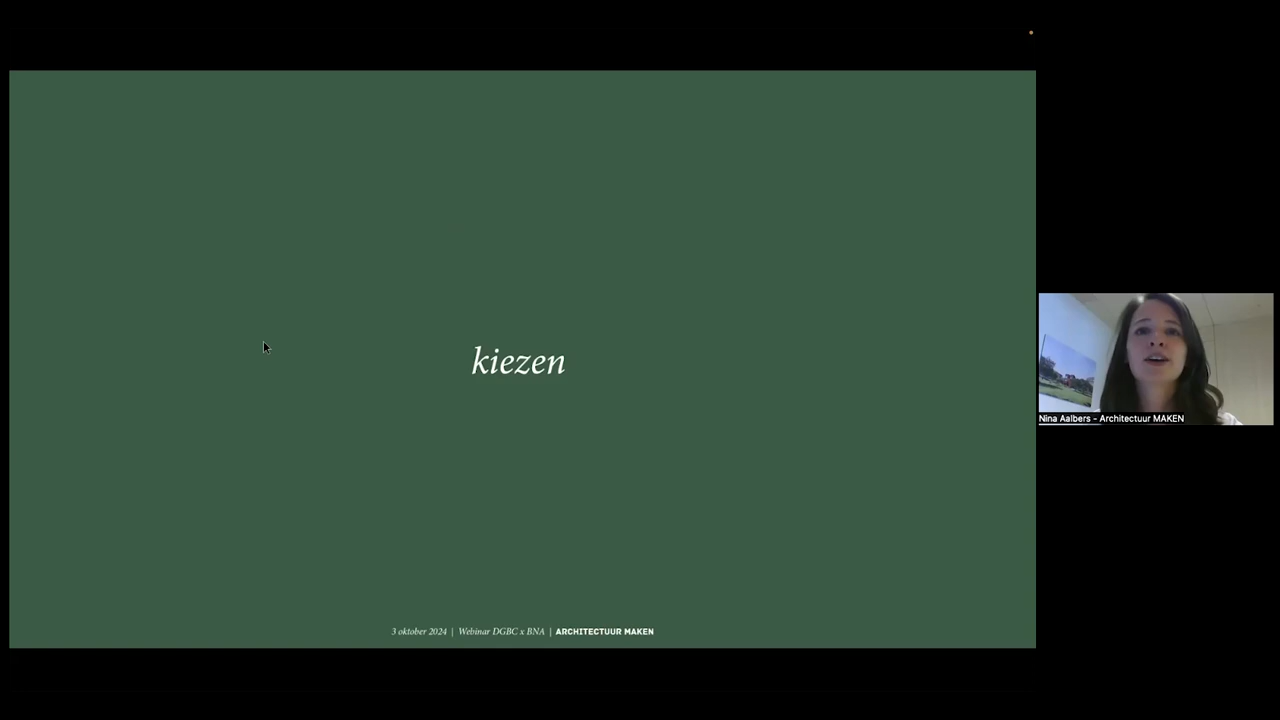 kiezen
3 oktober 2024 | Webinar DGBC x BNA | ARCHITECTUUR MAKEN
Nina Aalbers - Architectuur MAKEN